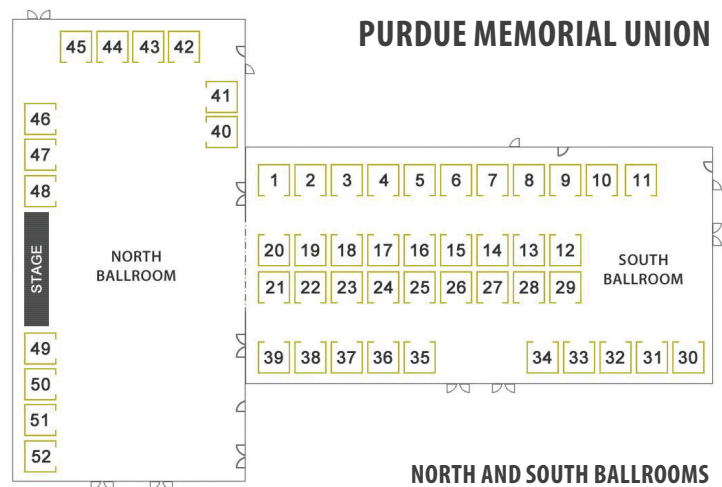 PURDUE MEMORIAL UNION
45 44 43 42
41
40
46
47
48
1 2 3 4 5 6 7 8 9 10 11
STAGE
NORTH
BALLROOM
20 19 18 17 16 15 14 13 12
21 22 23 24 25 26 27 28 29
SOUTH
BALLROOM
49
50
51
52
39 38 37 36 35
34 33 32 31 30
NORTH AND SOUTH BALLROOMS